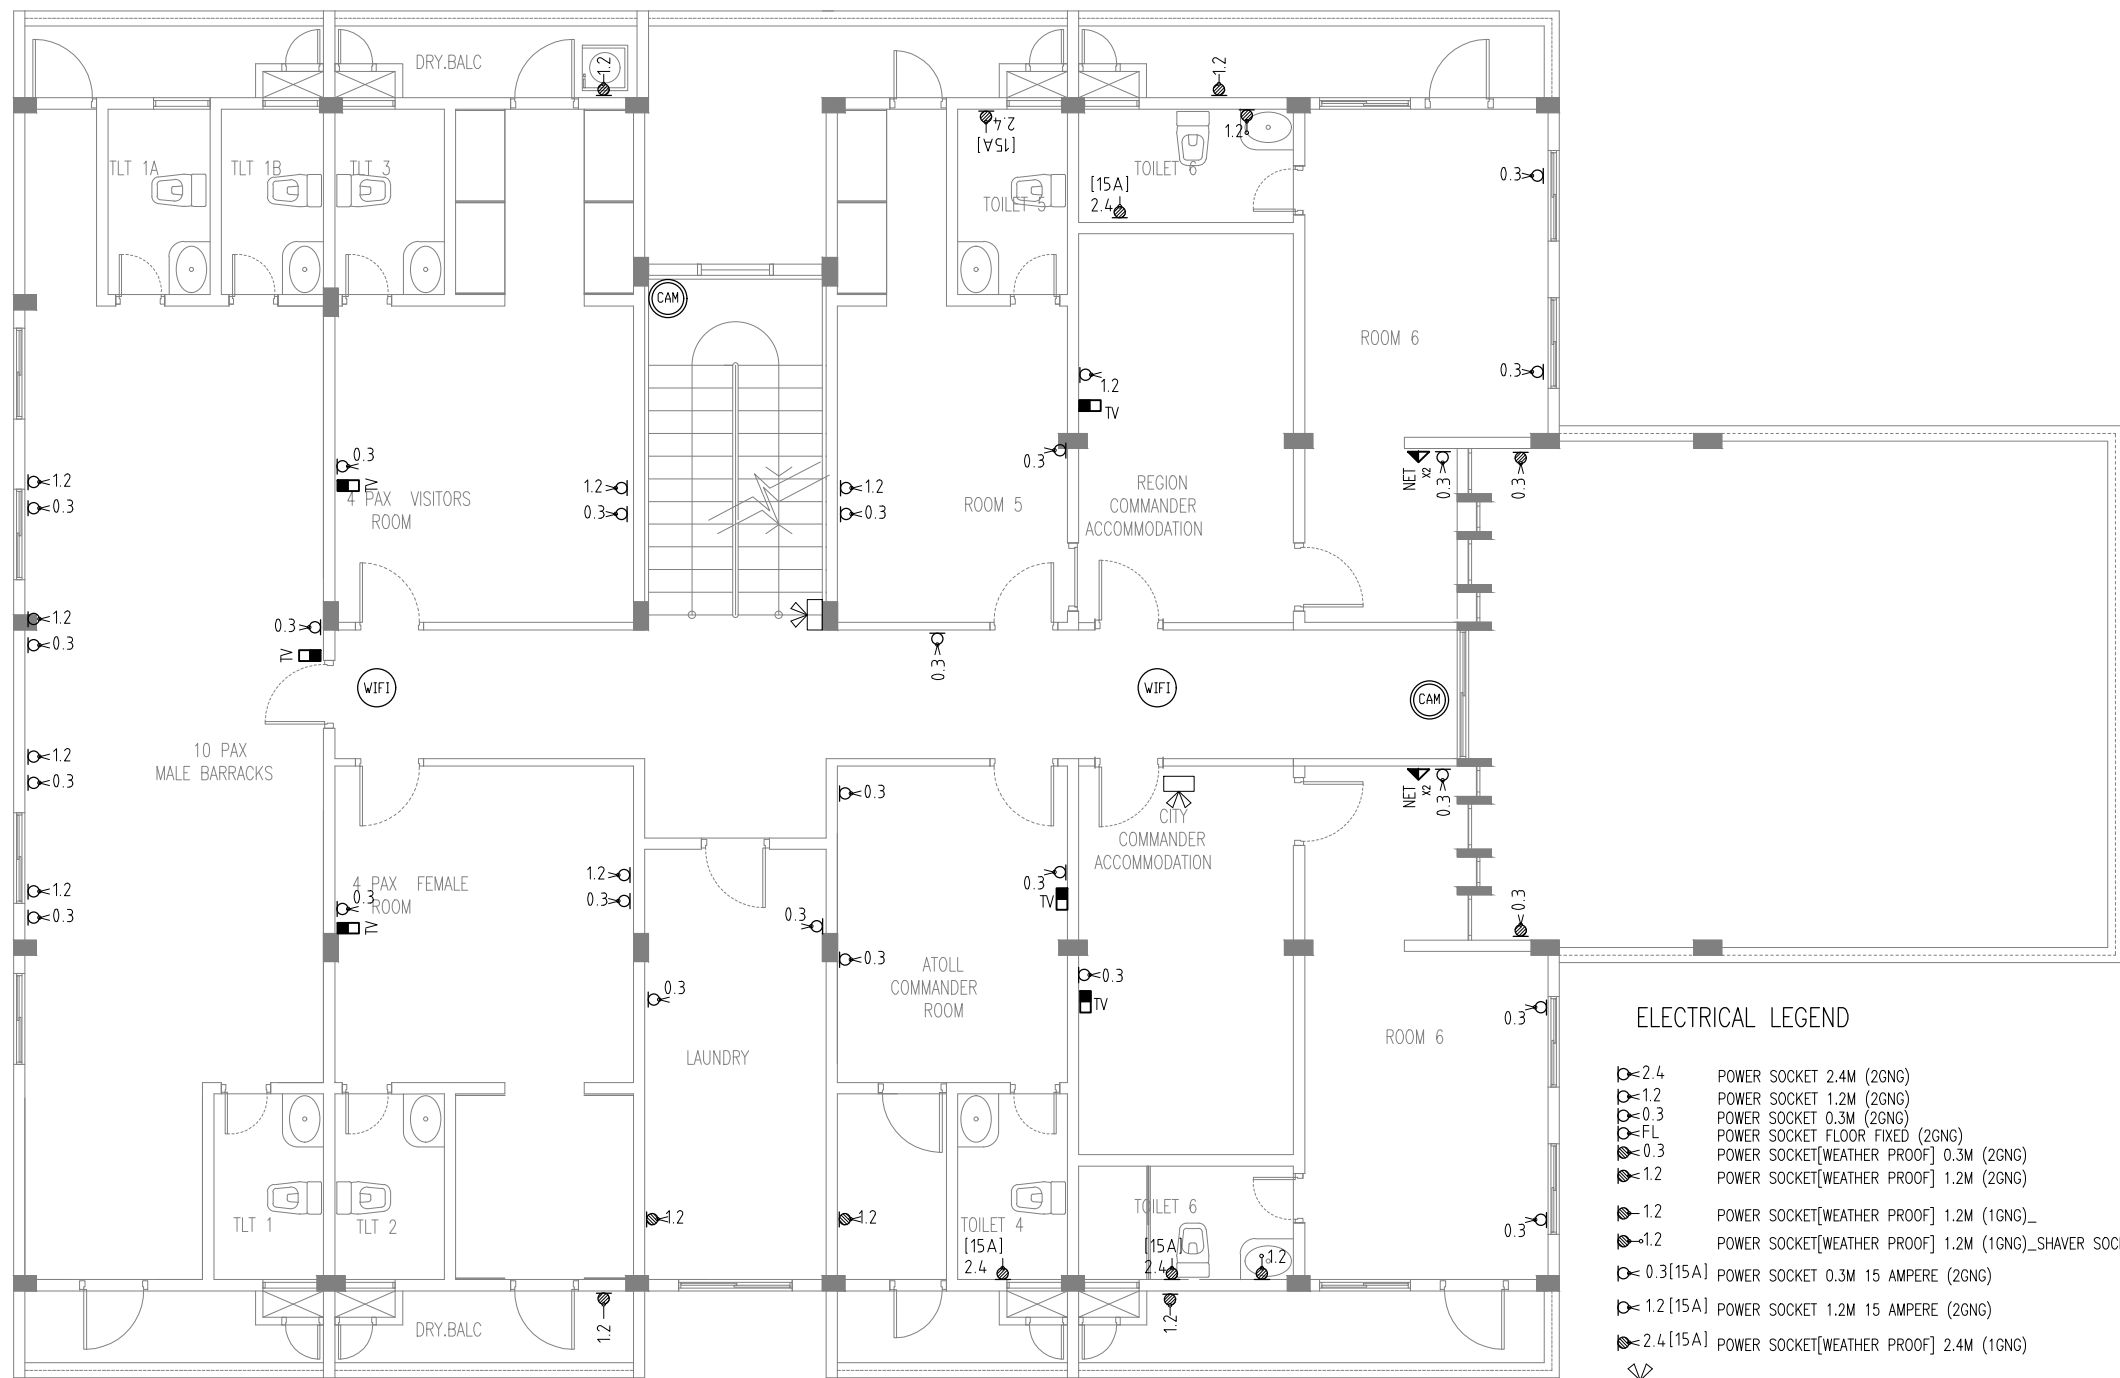 DRY.BALC
1.2
1.2
TLT 1A
TLT 1B
TLT 3
2.4
[15A]
TOILET 5
1.2
TOILET 6
[15A]
2.4
0.3
CAM
ROOM 6
0.3
1.2
TV
0.3
TV
4 PAX VISITORS
ROOM
1.2
0.3
1.2
0.3
1.2
0.3
0.3
ROOM 5
REGION
COMMANDER
ACCOMMODATION
NET
x2
0.3
0.3
1.2
0.3
0.3
TV
0.3
WIFI
WIFI
CAM
10 PAX
MALE BARRACKS
1.2
0.3
0.3
CITY
COMMANDER
ACCOMMODATION
NET
x2
0.3
1.2
0.3
4 PAX FEMALE
ROOM
0.3
TV
1.2
0.3
0.3
0.3
TV
0.3
0.3
0.3
ATOLL
COMMANDER
ROOM
0.3
TV
0.3
LAUNDRY
ROOM 6
0.3
TLT 1
TLT 2
1.2
1.2
TOILET 4
[15A]
2.4
TOILET 6
[15A]
2.4
1.2
DRY.BALC
1.2
1.2
ELECTRICAL LEGEND
2.4 POWER SOCKET 2.4M (2GNG)
1.2 POWER SOCKET 1.2M (2GNG)
0.3 POWER SOCKET 0.3M (2GNG)
FL POWER SOCKET FLOOR FIXED (2GNG)
0.3 POWER SOCKET[WEATHER PROOF] 0.3M (2GNG)
1.2 POWER SOCKET[WEATHER PROOF] 1.2M (2GNG)
1.2 POWER SOCKET[WEATHER PROOF] 1.2M (1GNG)_
1.2 POWER SOCKET[WEATHER PROOF] 1.2M (1GNG)_SHAVER
0.3[15A] POWER SOCKET 0.3M 15 AMPERE (2GNG)
1.2[15A] POWER SOCKET 1.2M 15 AMPERE (2GNG)
2.4[15A] POWER SOCKET[WEATHER PROOF] 2.4M (1GNG)